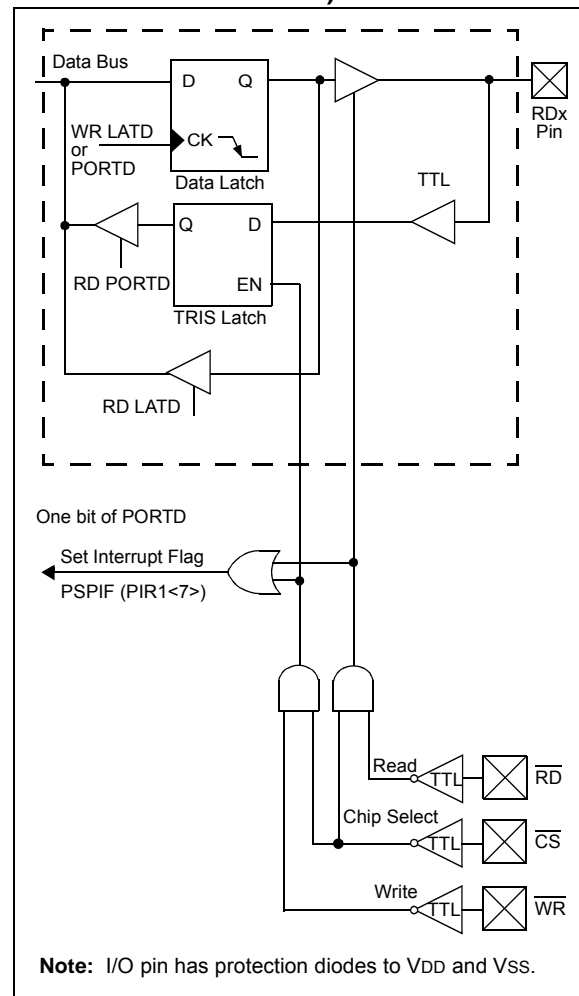 Data Bus
D Q
RDx
Pin
WR LATD
or
PORTD
CK
Data Latch
TTL
Q D
RD PORTD
EN
TRIS Latch
RD LATD
One bit of PORTD
Set Interrupt Flag
PSPIF (PIR1<7>)
Read
TTL
RD
Chip Select
TTL
CS
Write
TTL
WR
Note: I/O pin has protection diodes to VDD and VSS.